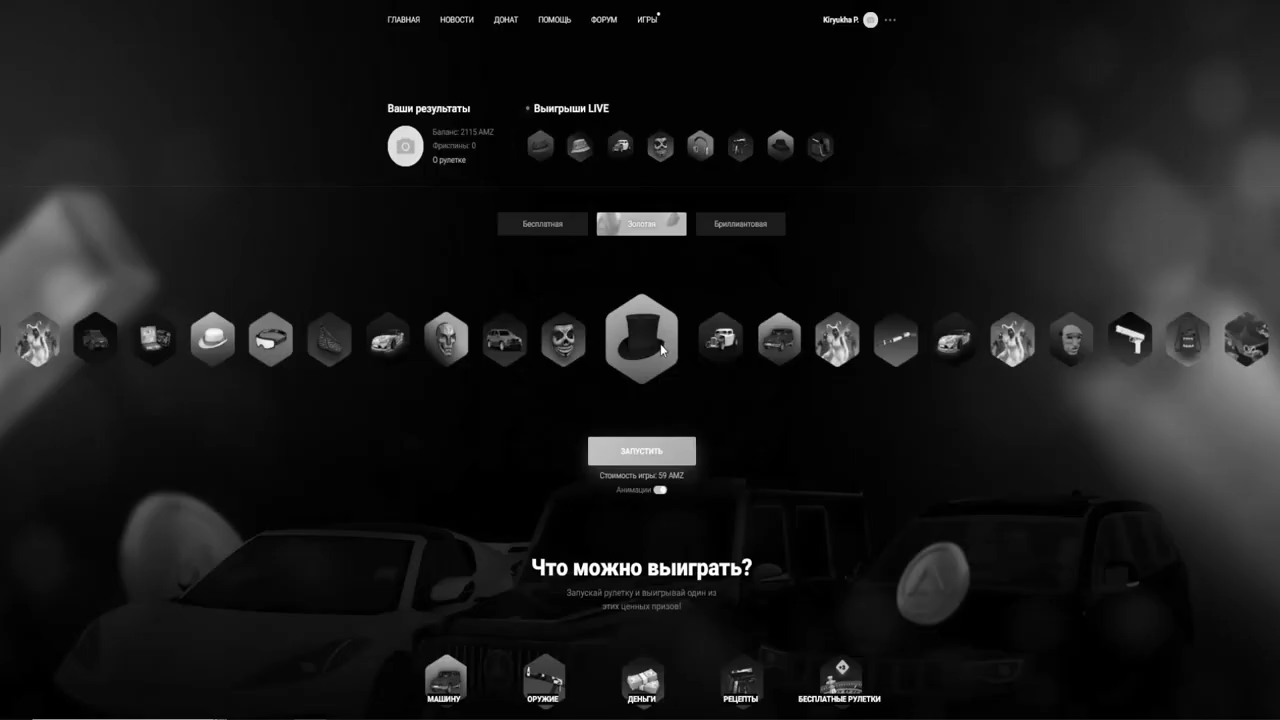 ГЛАВНАЯ НОВОСТИ ДОНАТ ПОМОЩЬ ФОРУМ ИГРЫ Kiryukha P.
Ваши результаты
Баланс: 2115 AMZ
Фриспины: 0
О рулетке
Выигрыши LIVE
Бесплатная Золотая Бриллиантовая
ЗАПУСТИТЬ
Стоимость игры: 59 AMZ
Анимации
Что можно выиграть?
Запускай рулетку и выигрывай один из
этих ценных призов!
МАШИНУ ОРУЖИЕ ДЕНЬГИ РЕЦЕПТЫ БЕСПЛАТНЫЕ РУЛЕТКИ